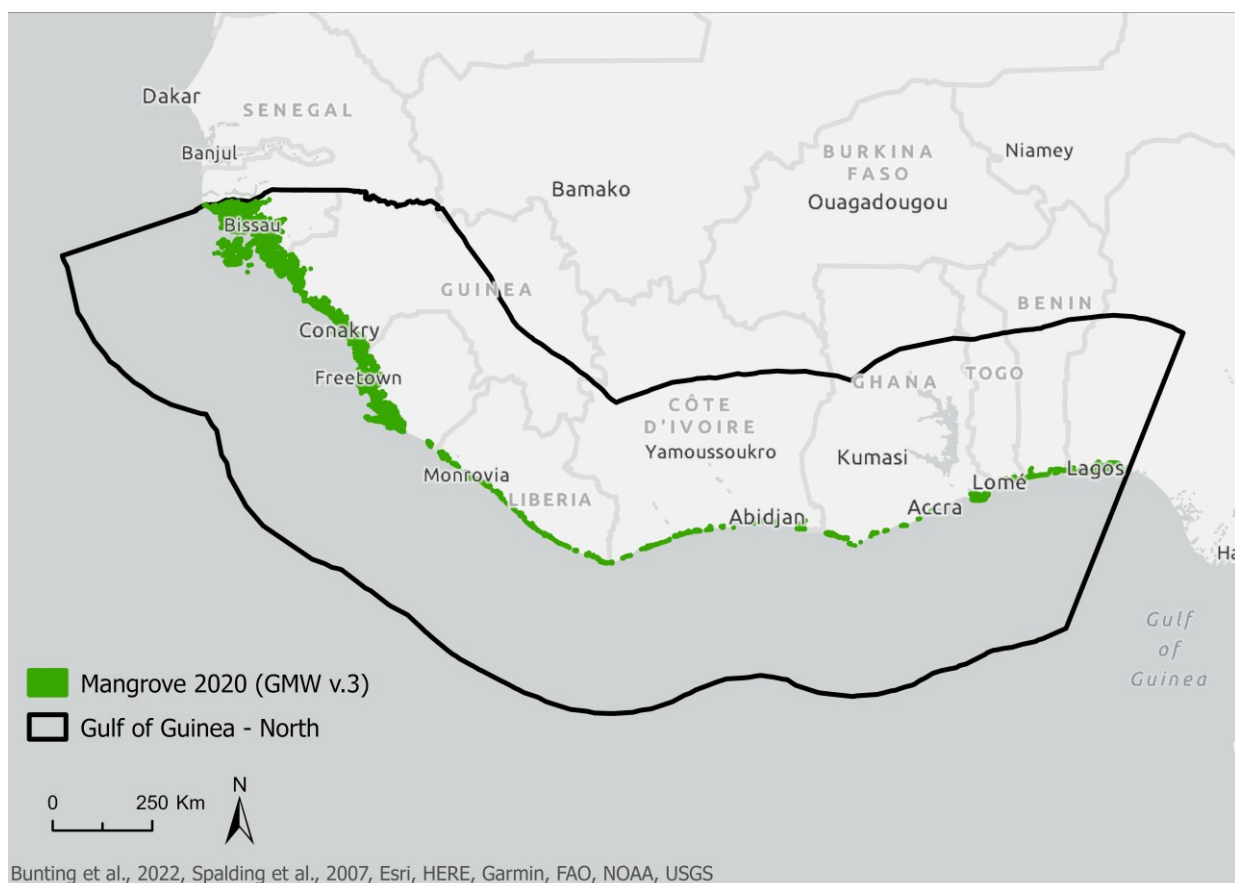 Dakar
SENEGAL
Banjul
BURKINA
FASO
Niamey
Bamako
Ouagadougou
Bissau
GUINEA
BENIN
Conakry
Freetown
GHANA
TOGO
CÔTE
D'IVOIRE
Yamoussoukro
Kumasi
Monrovia
Lagos
Lomé
LIBERIA
Abidjan
Accra
Ha
Gulf
of
Guinea
Mangrove 2020 (GMW v.3)
Gulf of Guinea - North
N
0 250 Km
Bunting et al., 2022, Spalding et al., 2007, Esri, HERE, Garmin, FAO, NOAA, USGS